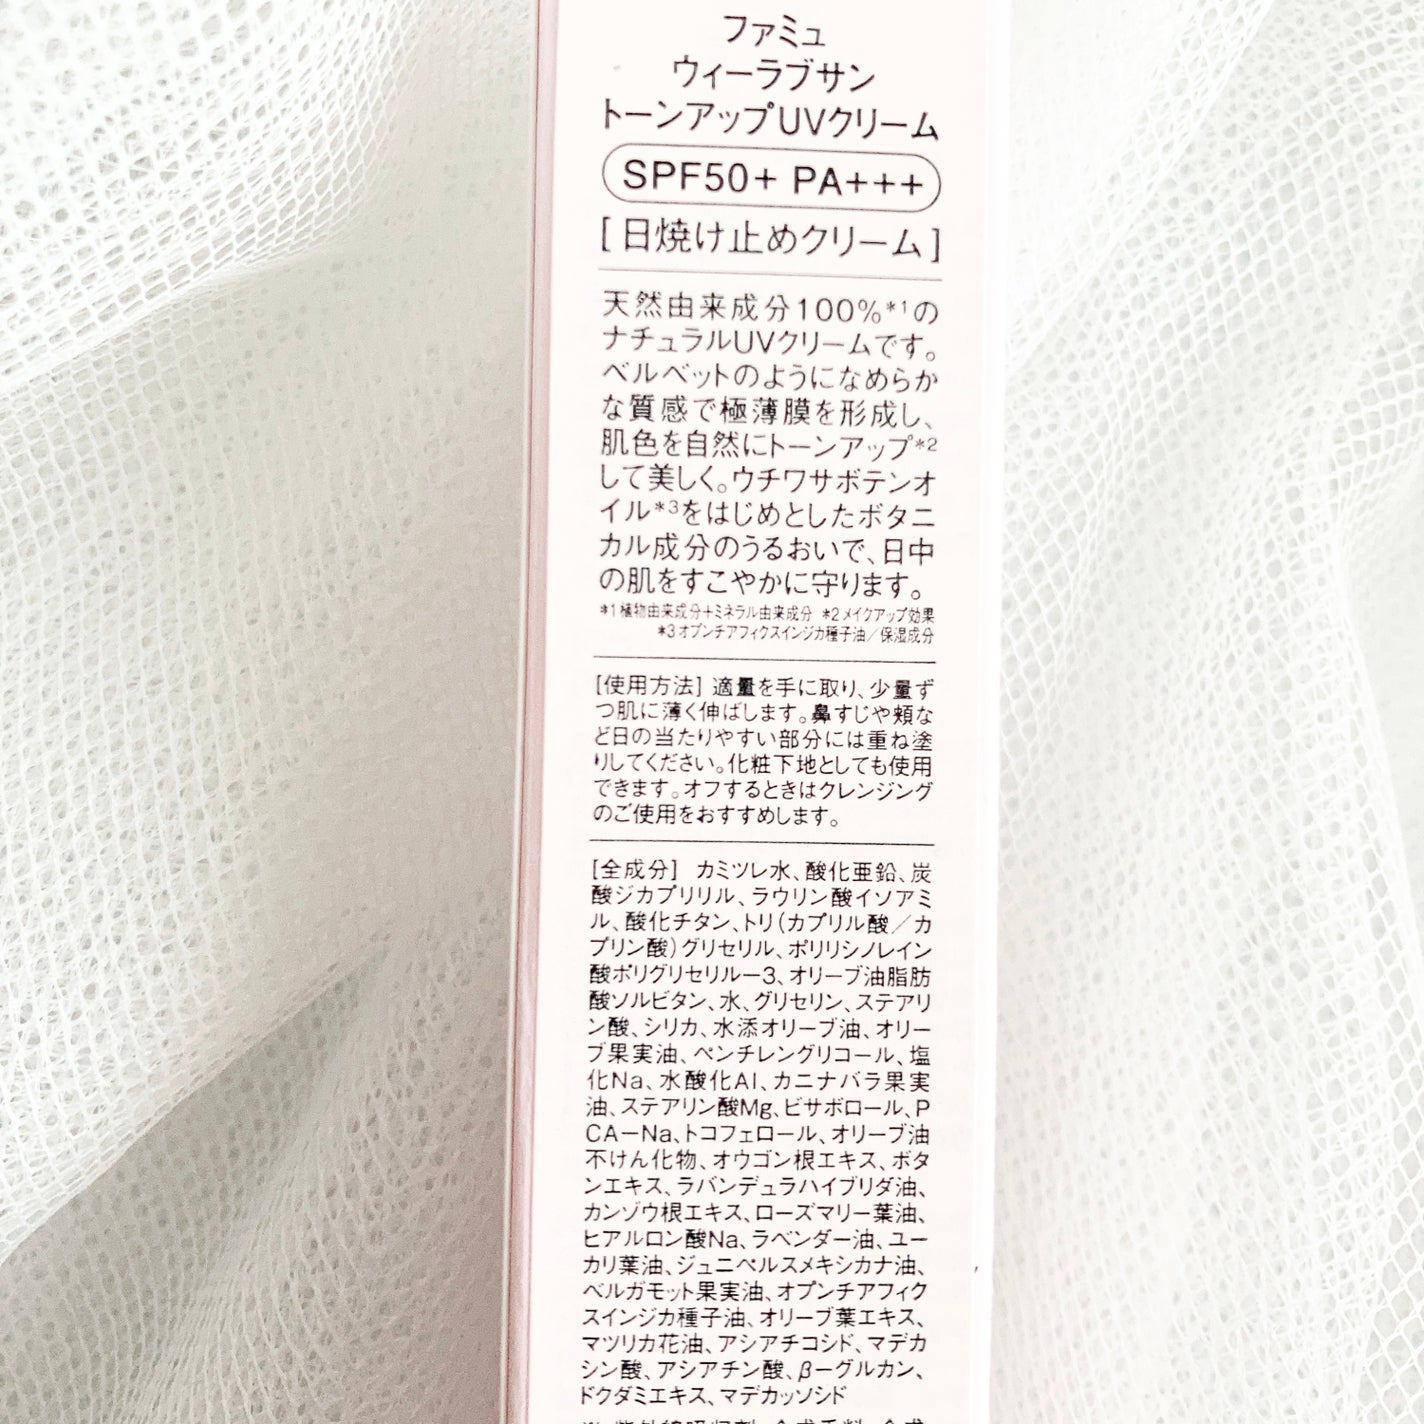 ファミュ
ウィーラブサン
トーンアップUVクリーム
SPF50+ PA+++
[ 日焼け止めクリーム ]
天然由来成分100%*1の
ナチュラルUVクリームです。
ベルベットのようになめらか
な質感で極薄膜を形成し、
肌色を自然にトーンアップ*2
して美しく。ウチワサボテンオ
イル*3をはじめとしたボタニ
カル成分のうるおいで、日中
の肌をすこやかに守ります。
*1 植物由来成分+ミネラル由来成分 *2 メイクアップ効果
*3 オプンチアフィクスインジカ種子油/保湿成分
[使用方法] 適量を手に取り、少量ず
つ肌に薄く伸ばします。鼻すじや頬な
ど日の当たりやすい部分には重ね塗
りしてください。化粧下地としても使用
できます。オフするときはクレンジング
のご使用をおすすめします。
[全成分] カミツレ水、酸化亜鉛、炭
酸ジカプリリル、ラウリン酸イソアミ
ル、酸化チタン、トリ(カプリル酸/カ
プリン酸)グリセリル、ポリリシノレイン
酸ポリグリセリル−3、オリーブ油脂肪
酸ソルビタン、水、グリセリン、ステアリ
ン酸、シリカ、水添オリーブ油、オリー
ブ果実油、ペンチレングリコール、塩
化Na、水酸化Al、カニナバラ果実
油、ステアリン酸Mg、ビサボロール、P
CA−Na、トコフェロール、オリーブ油
不けん化物、オウゴン根エキス、ボタ
ンエキス、ラバンデュラハイブリダ油、
カンゾウ根エキス、ローズマリー葉油、
ヒアルロン酸Na、ラベンダー油、ユー
カリ葉油、ジュニペルスメキシカナ油、
ベルガモット果実油、オプンチアフィク
スインジカ種子油、オリーブ葉エキス、
マツリカ花油、アシアチコシド、マデカ
シン酸、アシアチン酸、β−グルカン、
ドクダミエキス、マデカッソシド